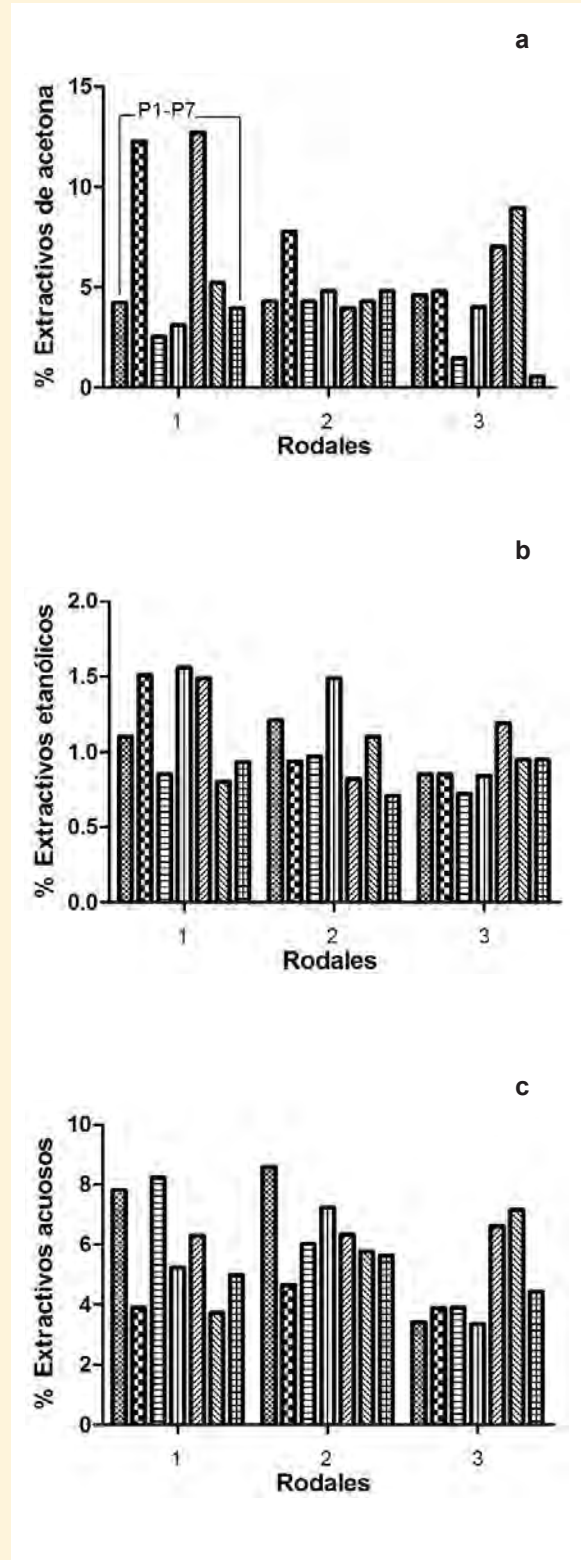 a
% Extractivos de acetona
15
10
5
0
P1-P7
1 2 3
Rodales
b
% Extractivos etanólicos
2.0
1.5
1.0
0.5
0.0
1 2 3
Rodales
c
% Extractivos acuosos
10
8
6
4
2
0
1 2 3
Rodales